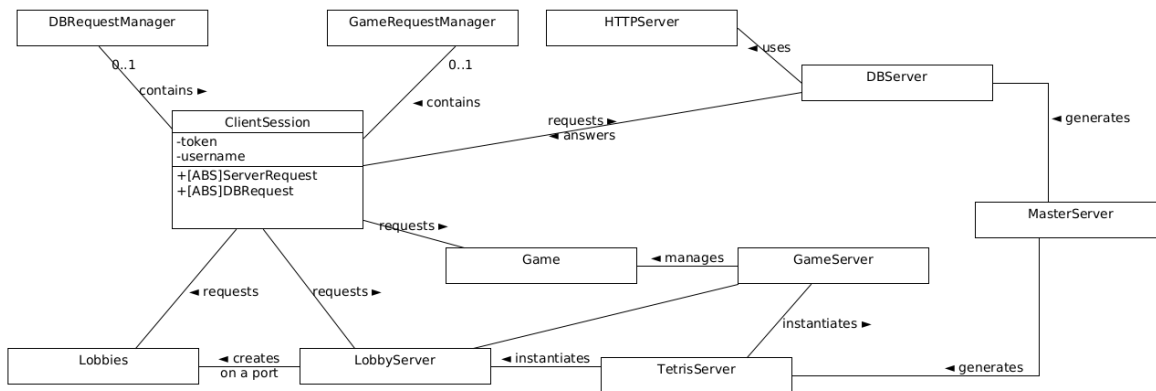 DBRequestManager
GameRequestManager
HTTPServer
◄ uses
0..1
0..1
DBServer
contains ►
◄ contains
ClientSession
requests ►
◄ answers
◄ generates
-token
-username
+[ABS]ServerRequest
+[ABS]DBRequest
MasterServer
requests ►
Game
◄ manages
GameServer
◄ requests
requests ►
instantiates ►
Lobbies
◄ creates
on a port
LobbyServer
◄ instantiates
TetrisServer
◄ generates